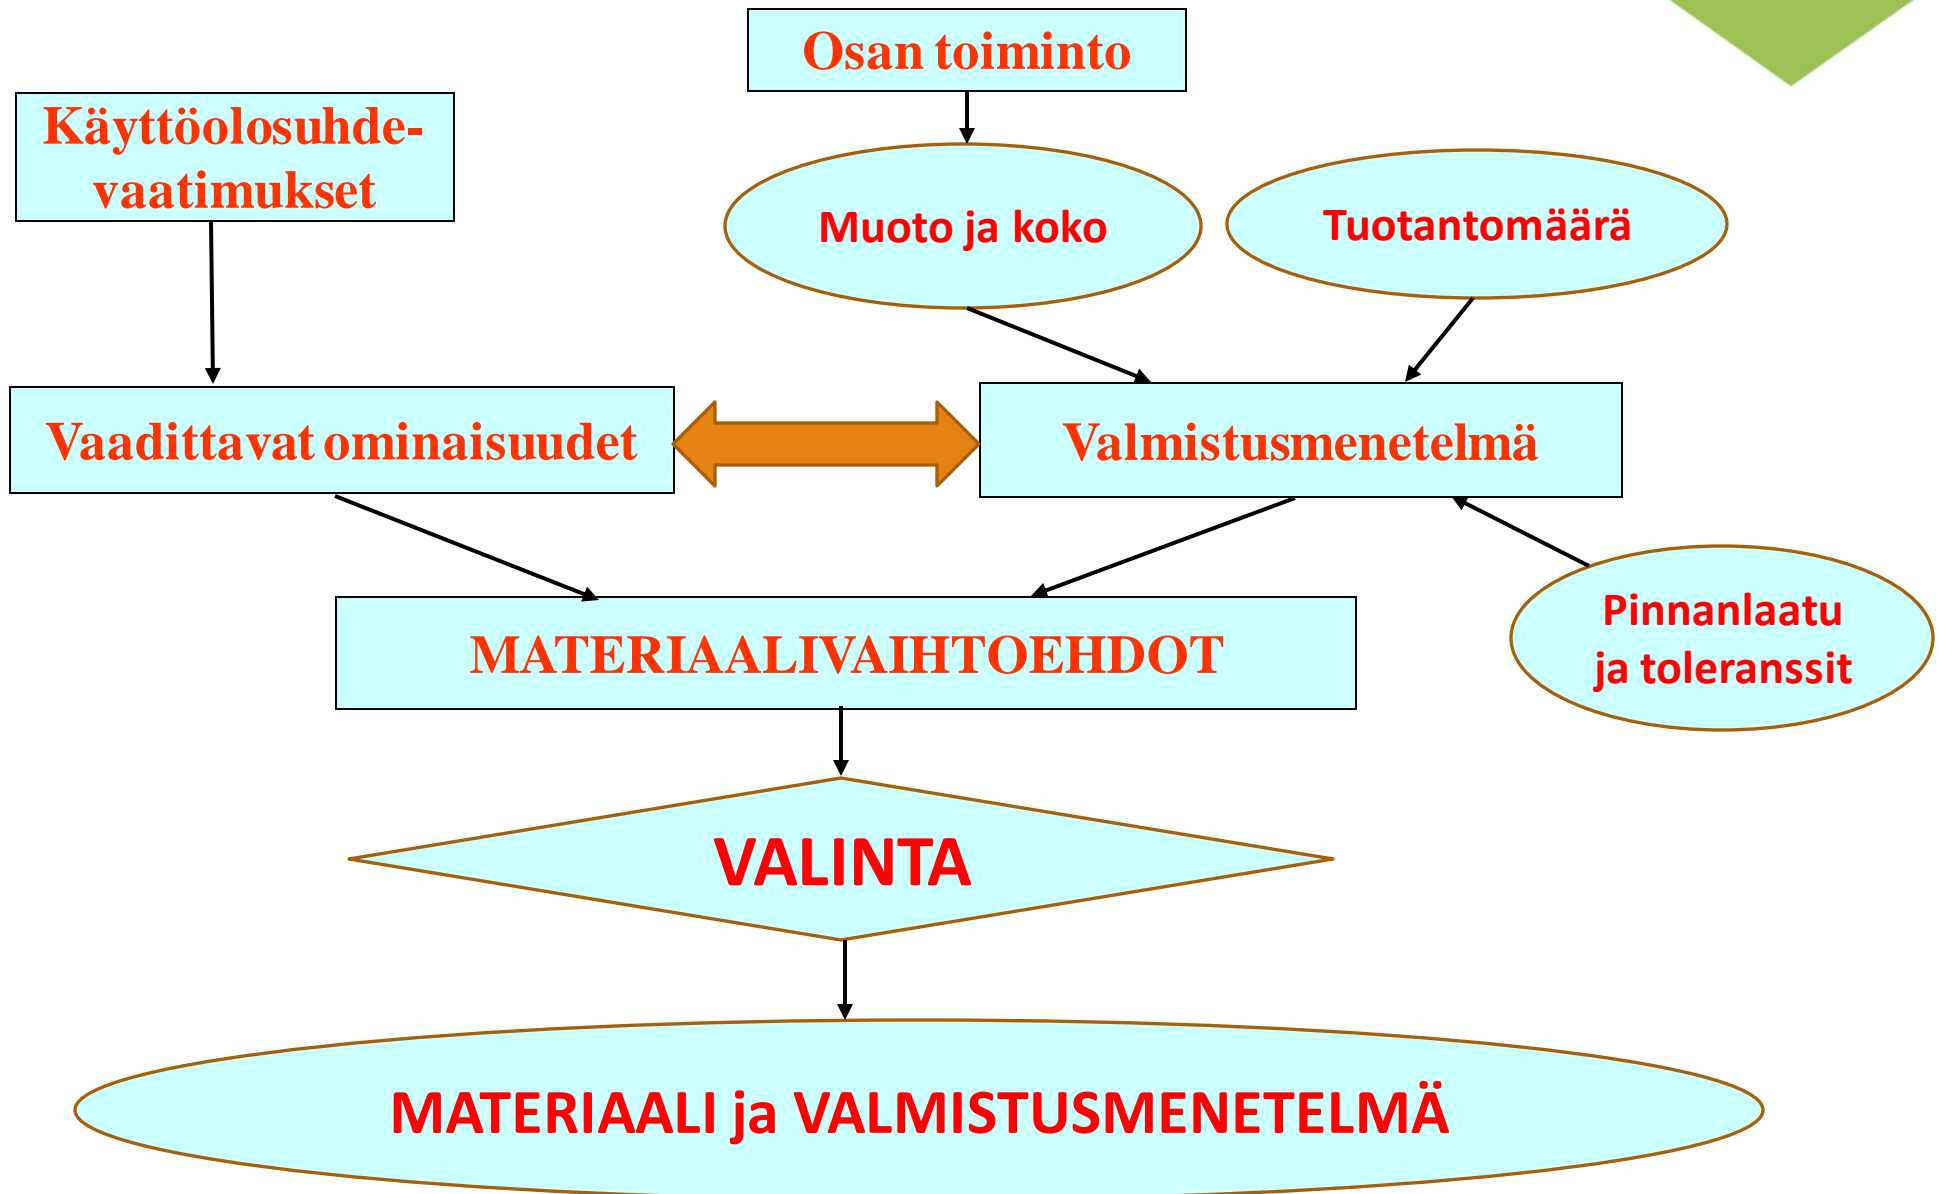 Osan toiminto
Käyttöolosuhde-
vaatimukset
Muoto ja koko
Tuotantomäärä
Vaadittavat ominaisuudet
Valmistusmenetelmä
Pinnanlaatu
ja toleranssit
MATERIAALIVAIHTOEHDOT
VALINTA
MATERIAALI ja VALMISTUSMENETELMÄ